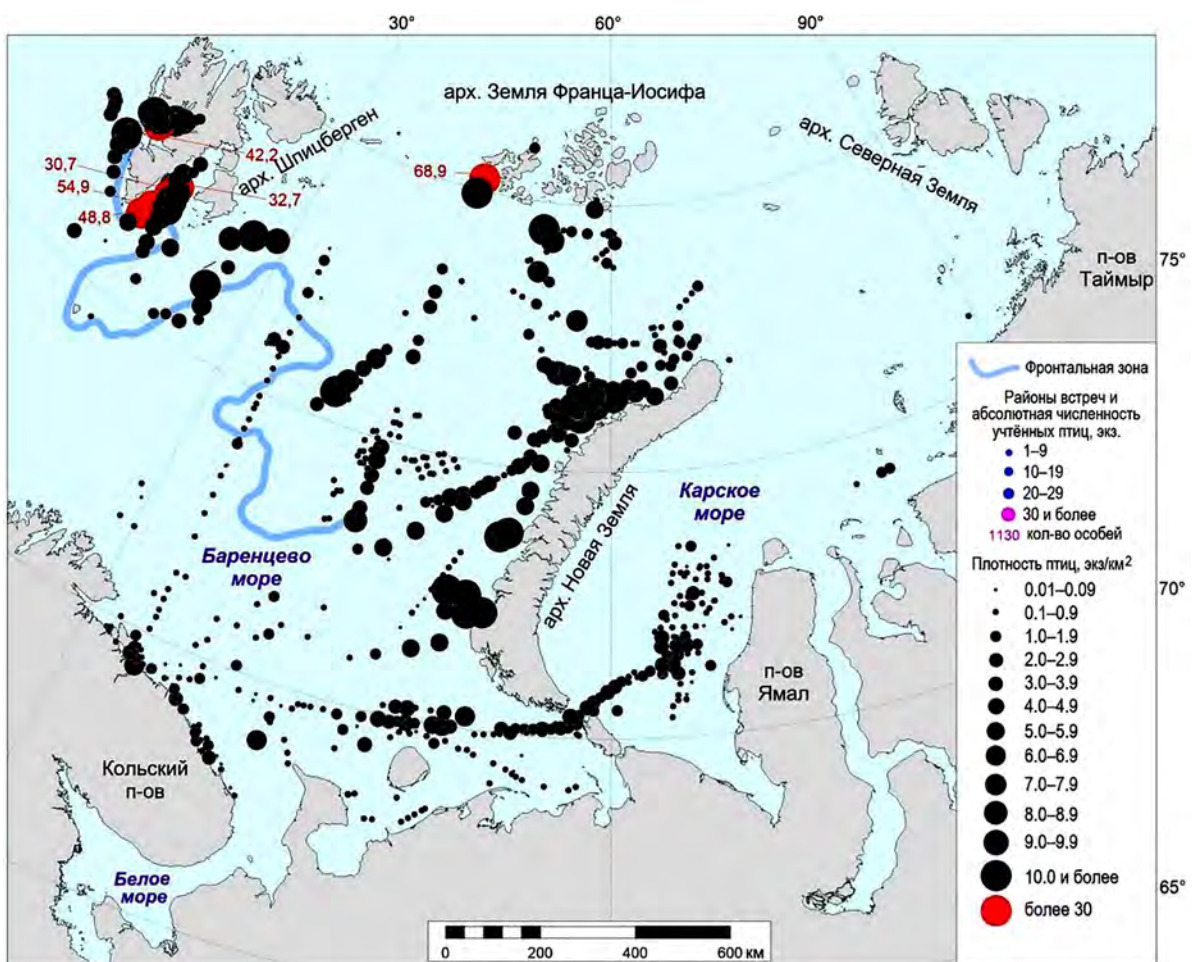 30°
60°
90°
арх. Земля Франца-Иосифа
арх. Шпицберген
арх. Северная Земля
42,2
30,7
54,9
48,8
32,7
68,9
п-ов
Таймыр
75°
Карское
море
арх. Новая Земля
Баренцево
море
70°
п-ов
Ямал
Кольский
п-ов
Белое
море
65°
0 200 400 600 км
Фронтальная зона
Районы встреч и
абсолютная численность
учтённых птиц, экз.
1–9
10–19
20–29
30 и более
1130 кол-во особей
Плотность птиц, экз/км²
0.01–0.09
0.1–0.9
1.0–1.9
2.0–2.9
3.0–3.9
4.0–4.9
5.0–5.9
6.0–6.9
7.0–7.9
8.0–8.9
9.0–9.9
10.0 и более
более 30